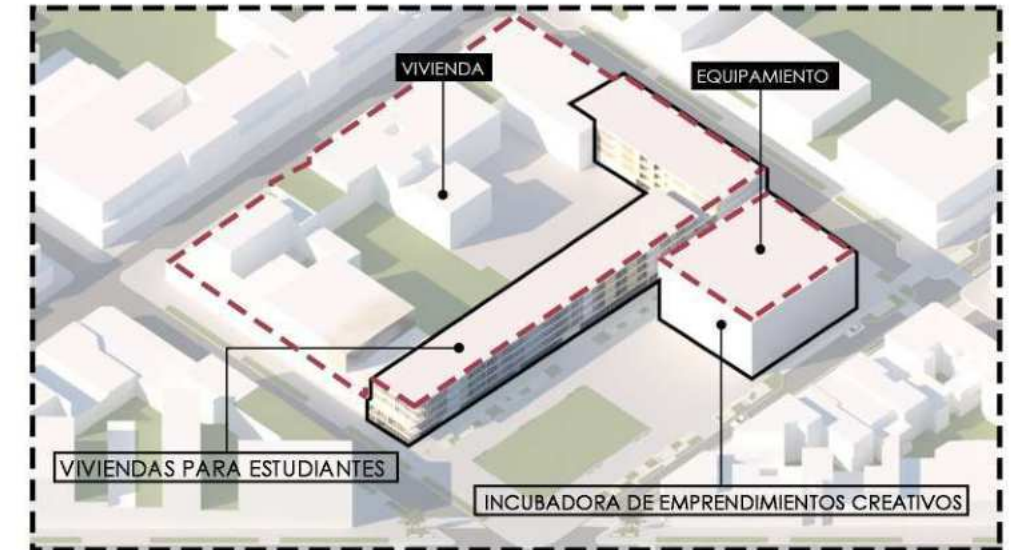 VIVIENDA
EQUIPAMIENTO
VIVIENDAS PARA ESTUDIANTES
INCUBADORA DE EMPRENDIMIENTOS CREATIVOS